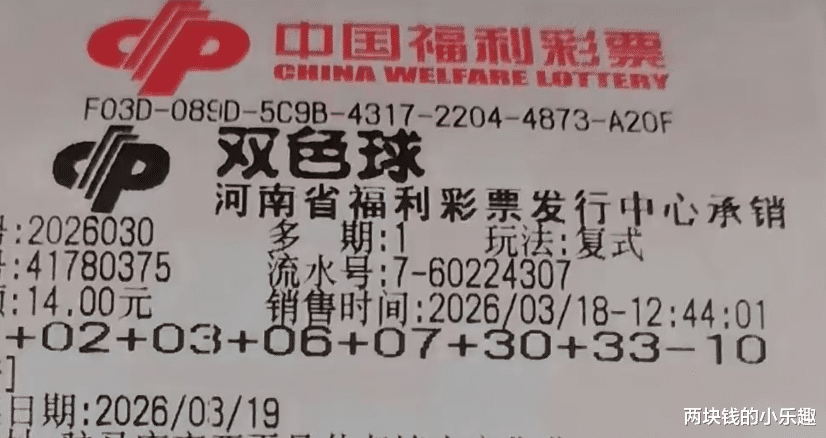 中国福利彩票
CHINA WELFARE LOTTERY
F03D-089D-5C9B-4317-2204-4873-A20F
双色球
河南省福利彩票发行中心承销
:2026030 多 期:1 玩法:复式
:41780375 流水号:7-60224307
:14.00元 销售时间:2026/03/18-12:44:01
+02+03+06+07+30+33-10
]
日期:2026/03/19
两块钱的小乐趣